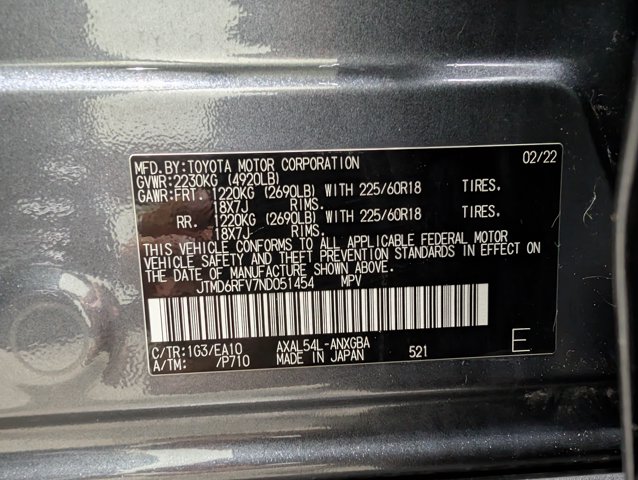 MFD.BY:TOYOTA MOTOR CORPORATION 02/22
GVWR:2230KG (4920LB)
GAWR:FRT. 1220KG (2690LB) WITH 225/60R18 TIRES.
18X7J RIMS.
RR. 1220KG (2690LB) WITH 225/60R18 TIRES.
18X7J RIMS.
THIS VEHICLE CONFORMS TO ALL APPLICABLE FEDERAL MOTOR
VEHICLE SAFETY AND THEFT PREVENTION STANDARDS IN EFFECT ON
THE DATE OF MANUFACTURE SHOWN ABOVE.
JTMD6RFV7ND051454 MPV
C/TR:1G3/EA10 AXAL54L-ANXGBA
A/TM: /P710 MADE IN JAPAN 521 E